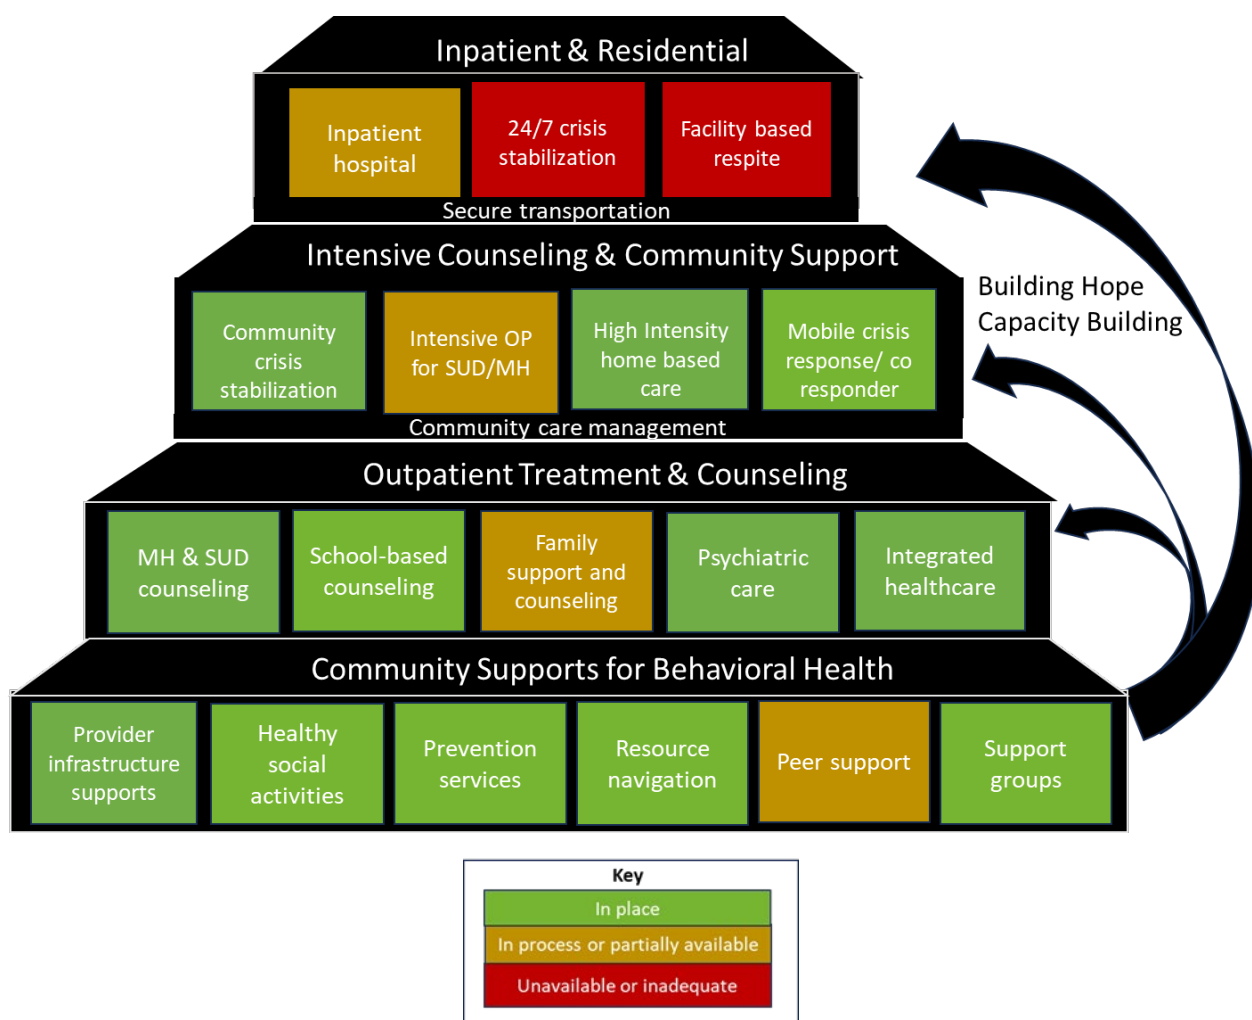 Inpatient & Residential
Inpatient
hospital
24/7 crisis
stabilization
Facility based
respite
Secure transportation
Intensive Counseling & Community Support
Community
crisis
stabilization
Intensive OP
for SUD/MH
High Intensity
home based
care
Mobile crisis
response/ co
responder
Community care management
Building Hope
Capacity Building
Outpatient Treatment & Counseling
MH & SUD
counseling
School-based
counseling
Family
support and
counseling
Psychiatric
care
Integrated
healthcare
Community Supports for Behavioral Health
Provider
infrastructure
supports
Healthy
social
activities
Prevention
services
Resource
navigation
Peer support
Support
groups
Key
In place
In process or partially available
Unavailable or inadequate